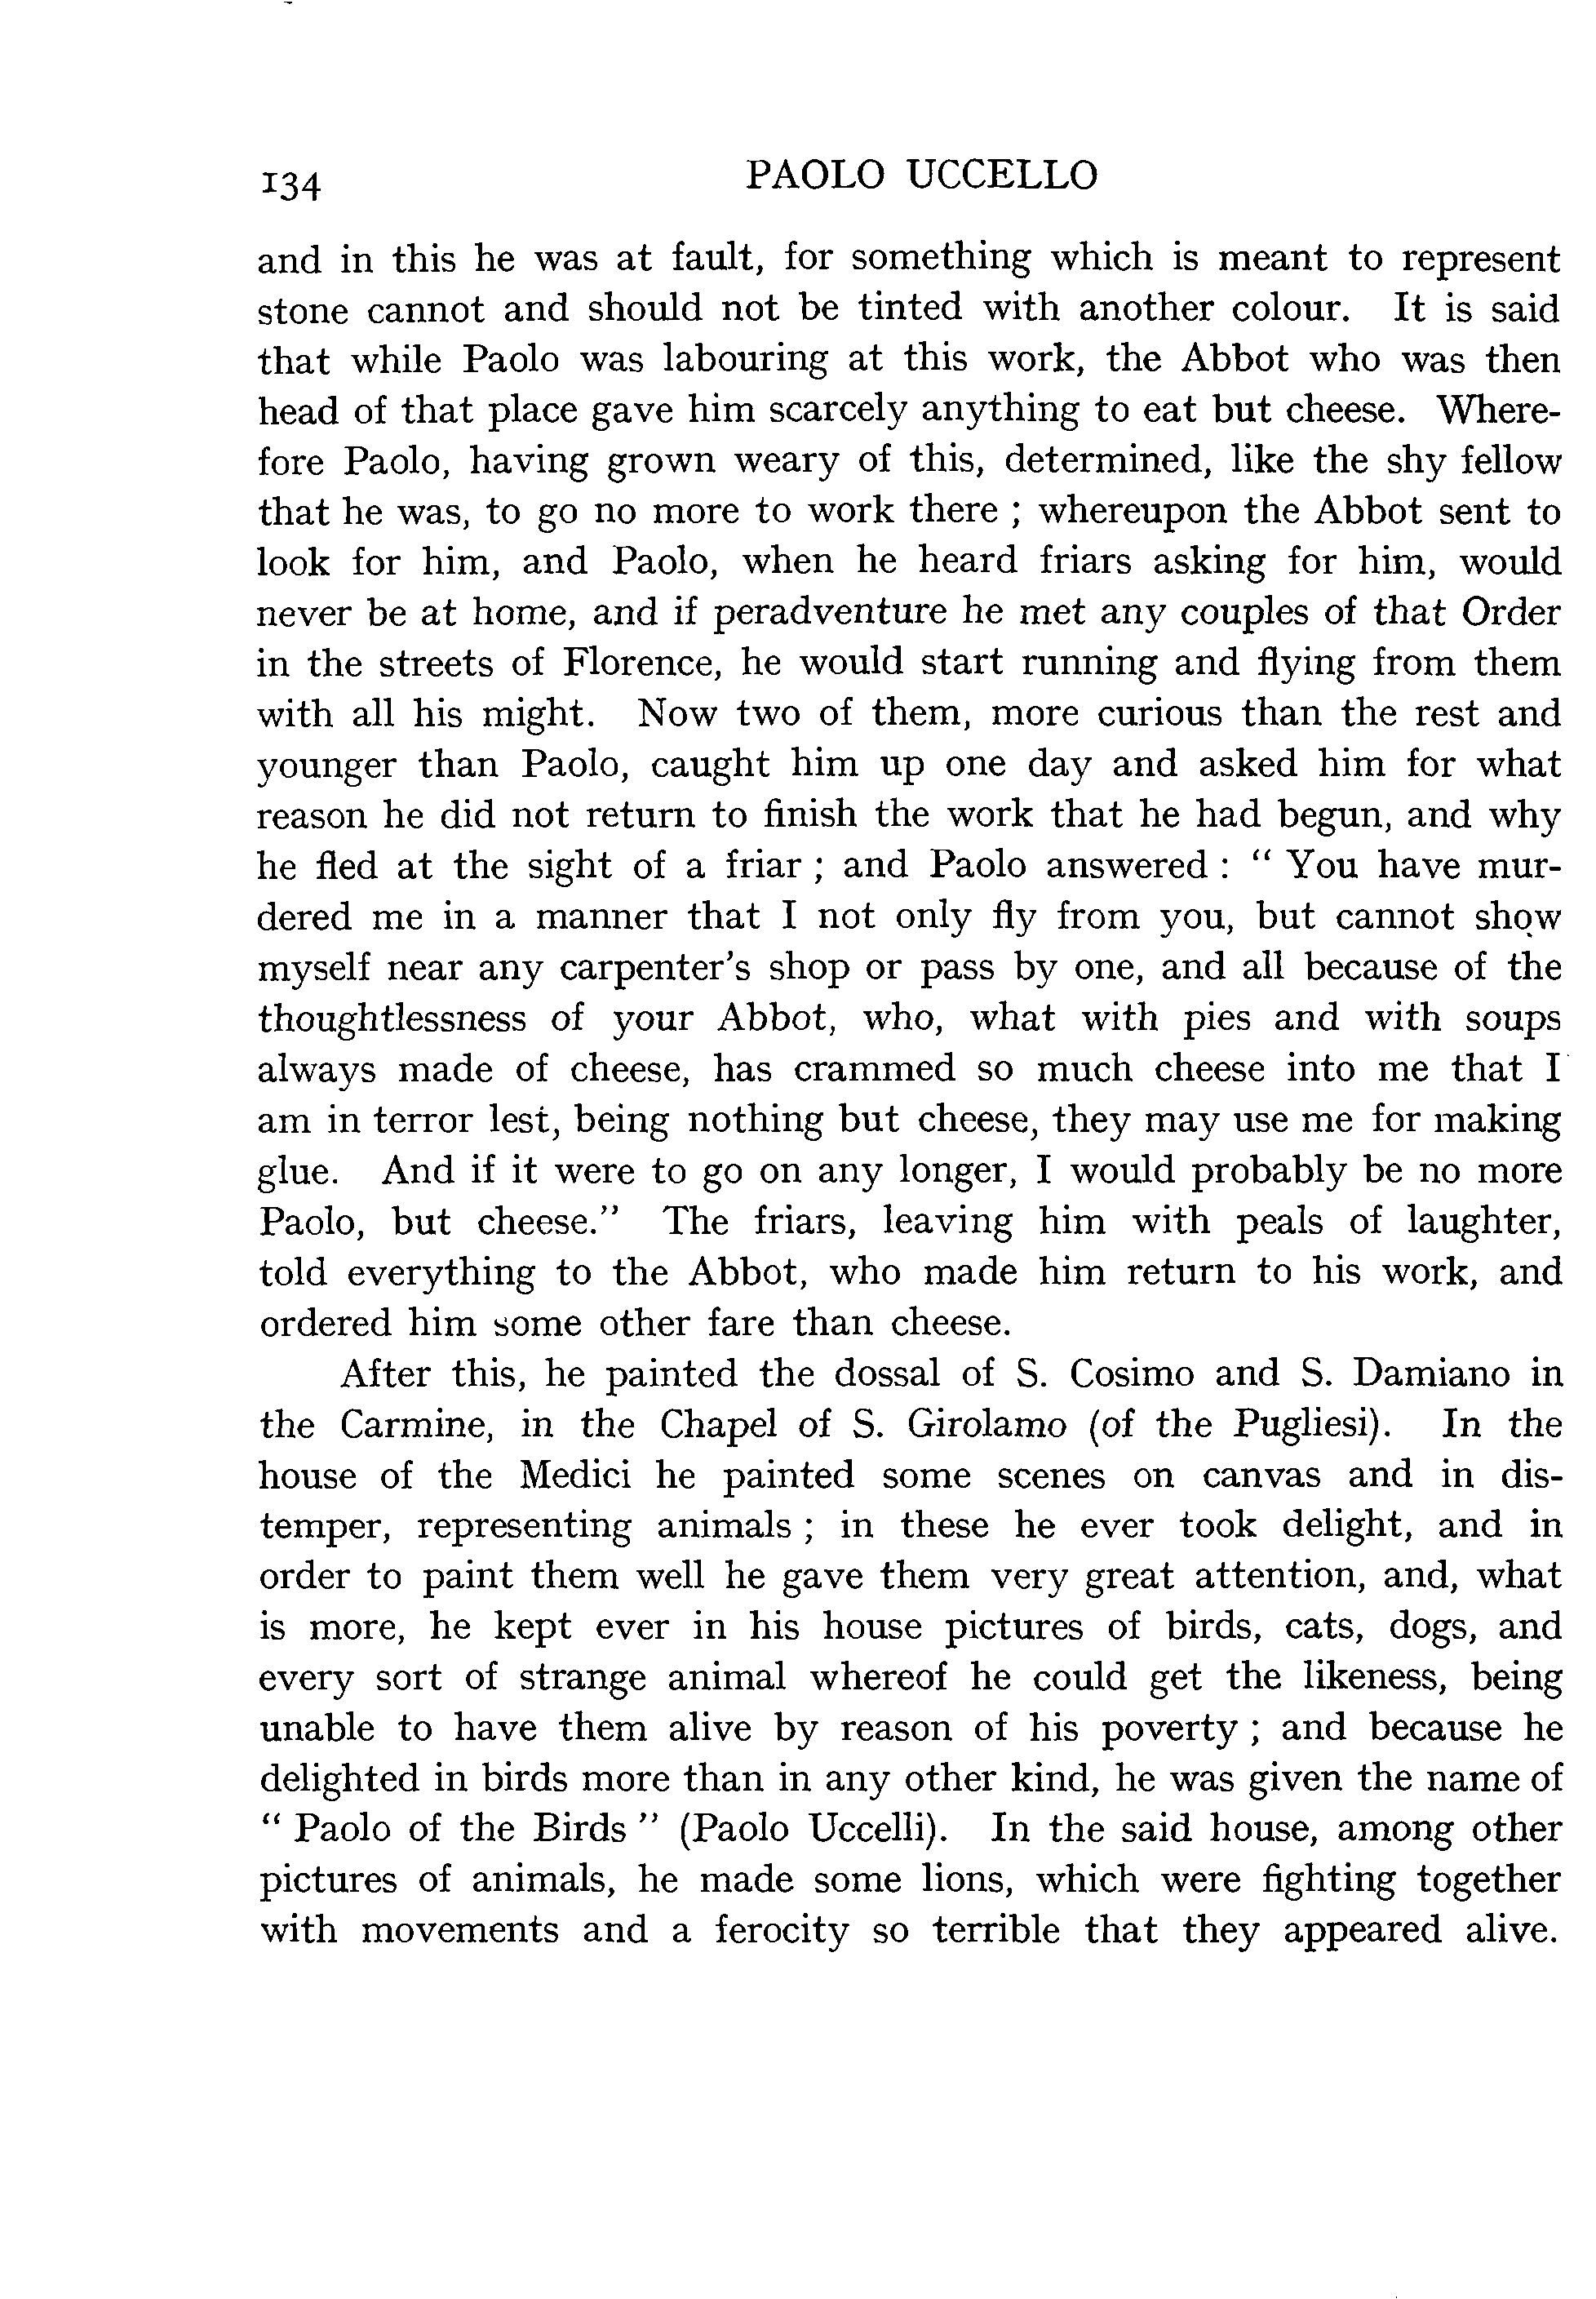 134 PAOLO UCCELLO
and in this he was at fault, for something which is meant to represent
stone cannot and should not be tinted with another colour. It is said
that while Paolo was labouring at this work, the Abbot who was then
head of that place gave him scarcely anything to eat but cheese. Where-
fore Paolo, having grown weary of this, determined, like the shy fellow
that he was, to go no more to work there ; whereupon the Abbot sent to
look for him, and Paolo, when he heard friars asking for him, would
never be at home, and if peradventure he met any couples of that Order
in the streets of Florence, he would start running and flying from them
with all his might. Now two of them, more curious than the rest and
younger than Paolo, caught him up one day and asked him for what
reason he did not return to finish the work that he had begun, and why
he fled at the sight of a friar ; and Paolo answered : “ You have mur-
dered me in a manner that I not only fly from you, but cannot show
myself near any carpenter’s shop or pass by one, and all because of the
thoughtlessness of your Abbot, who, what with pies and with soups
always made of cheese, has crammed so much cheese into me that I
am in terror lest, being nothing but cheese, they may use me for making
glue. And if it were to go on any longer, I would probably be no more
Paolo, but cheese.” The friars, leaving him with peals of laughter,
told everything to the Abbot, who made him return to his work, and
ordered him some other fare than cheese.
After this, he painted the dossal of S. Cosimo and S. Damiano in
the Carmine, in the Chapel of S. Girolamo (of the Pugliesi). In the
house of the Medici he painted some scenes on canvas and in dis-
temper, representing animals ; in these he ever took delight, and in
order to paint them well he gave them very great attention, and, what
is more, he kept ever in his house pictures of birds, cats, dogs, and
every sort of strange animal whereof he could get the likeness, being
unable to have them alive by reason of his poverty ; and because he
delighted in birds more than in any other kind, he was given the name of
“ Paolo of the Birds ” (Paolo Uccelli). In the said house, among other
pictures of animals, he made some lions, which were fighting together
with movements and a ferocity so terrible that they appeared alive.